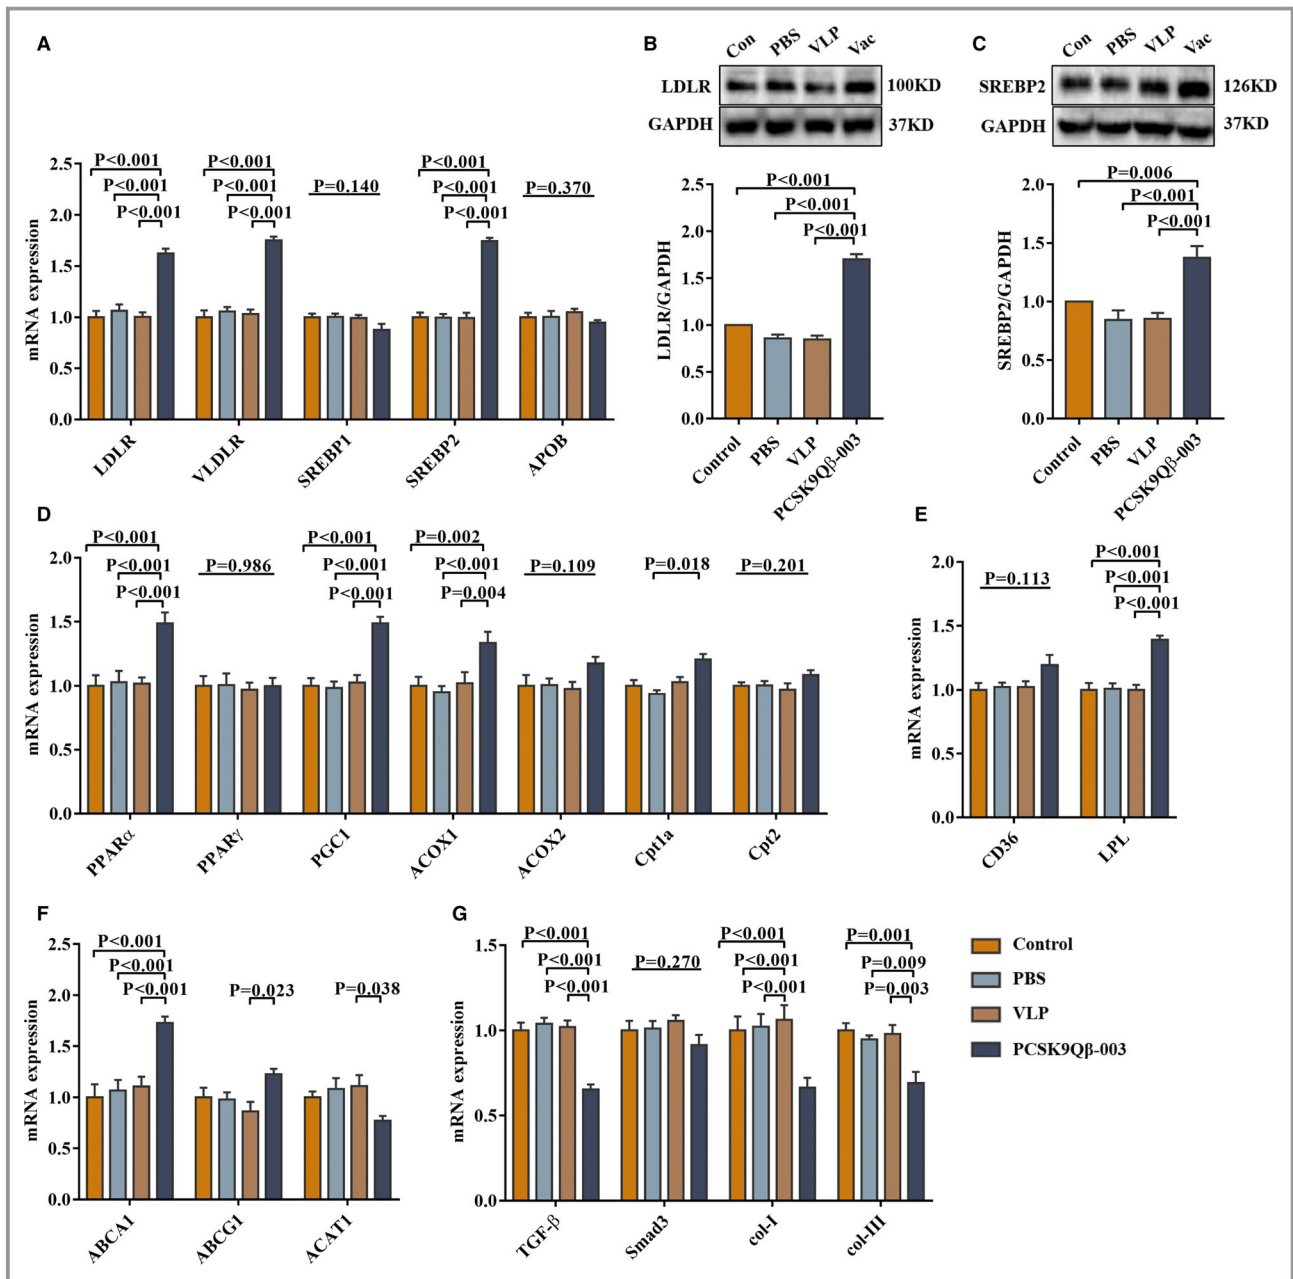 A
B
C
Con PBS VLP Vac
LDLR 100KD
GAPDH 37KD
Con PBS VLP Vac
SREBP2 126KD
GAPDH 37KD
mRNA expression
2.5
2.0
1.5
1.0
0.5
0.0
P<0.001
P<0.001
P<0.001
P<0.001
P<0.001
P<0.001
P=0.140
P<0.001
P<0.001
P<0.001
P=0.370
LDLR VLDLR SREBP1 SREBP2 APOB
LDLR/GAPDH
2.5
2.0
1.5
1.0
0.5
0.0
P<0.001
P<0.001
P<0.001
Control PBS VLP PCSK9Qβ-003
SREBP2/GAPDH
2.0
1.5
1.0
0.5
0.0
P=0.006
P<0.001
P<0.001
Control PBS VLP PCSK9Qβ-003
D
mRNA expression
2.0
1.5
1.0
0.5
0.0
P<0.001
P<0.001
P<0.001
P=0.986
P<0.001
P<0.001
P<0.001
P=0.002
P<0.001
P=0.004
P=0.109
P=0.018
P=0.201
PPARα PPARγ PGC1 ACOX1 ACOX2 Cpt1a Cpt2
E
mRNA expression
2.0
1.5
1.0
0.5
0.0
P=0.113
P<0.001
P<0.001
P<0.001
CD36 LPL
F
mRNA expression
2.5
2.0
1.5
1.0
0.5
0.0
P<0.001
P<0.001
P<0.001
P=0.023
P=0.038
ABCA1 ABCG1 ACAT1
G
mRNA expression
1.5
1.0
0.5
0.0
P<0.001
P<0.001
P<0.001
P=0.270
P<0.001
P<0.001
P<0.001
P=0.001
P=0.009
P=0.003
TGF-β Smad3 col-I col-III
Control
PBS
VLP
PCSK9Qβ-003